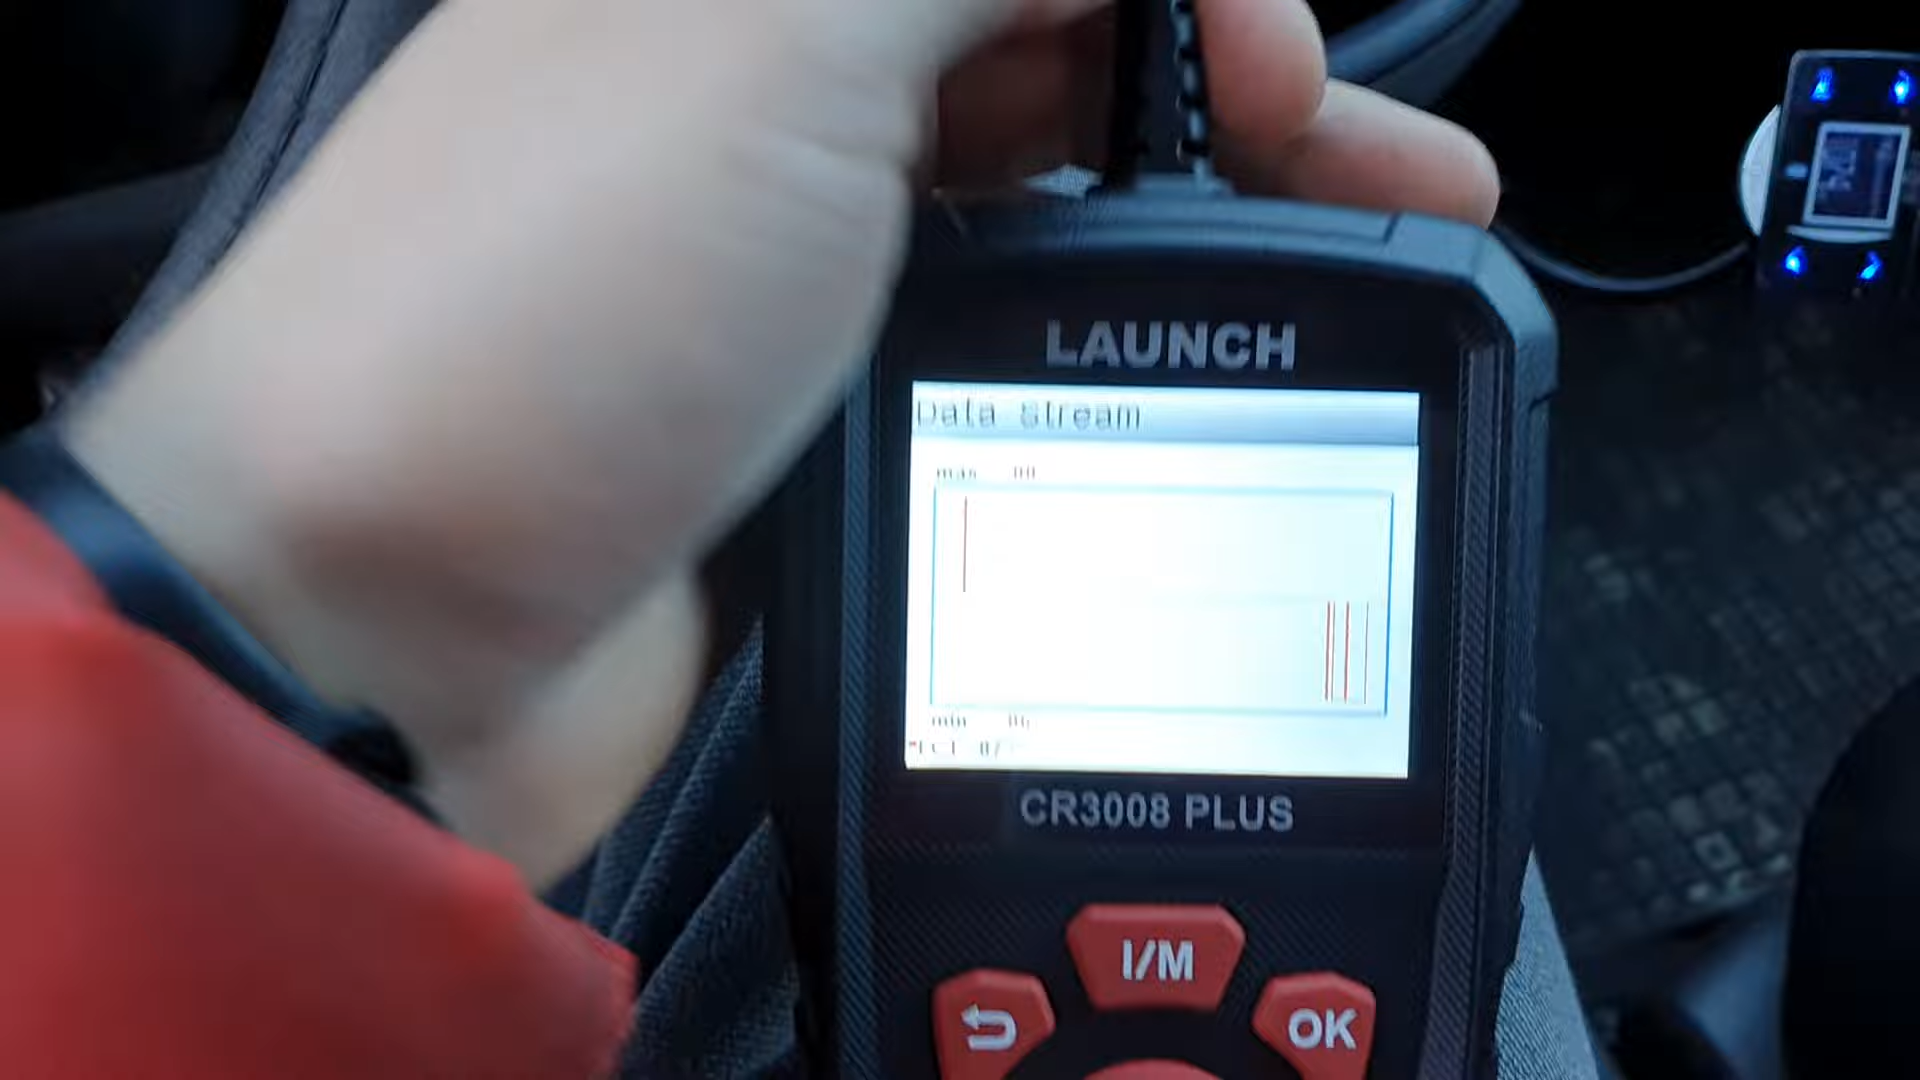 LAUNCH
Data Stream
max
min
CR3008 PLUS
I/M
OK